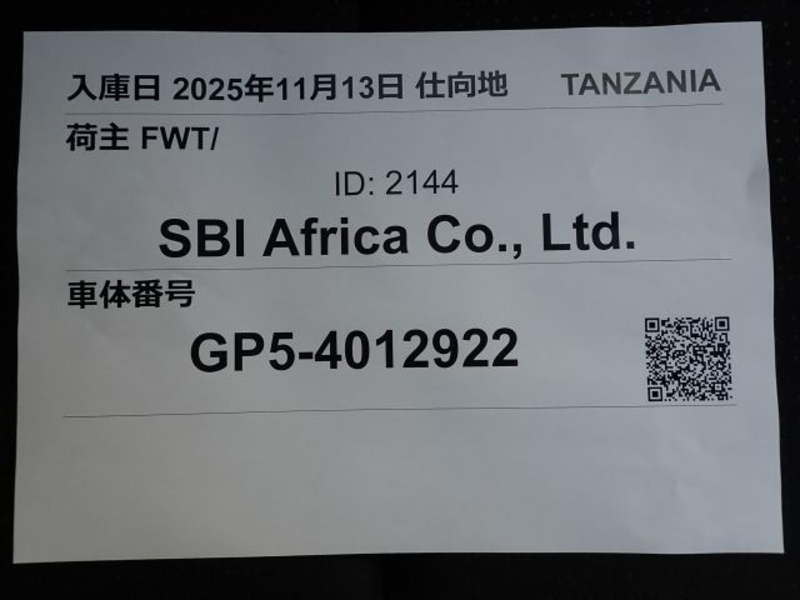 入庫日 2025年11月13日 仕向地 TANZANIA
荷主 FWT/
ID: 2144
SBI Africa Co., Ltd.
車体番号
GP5-4012922